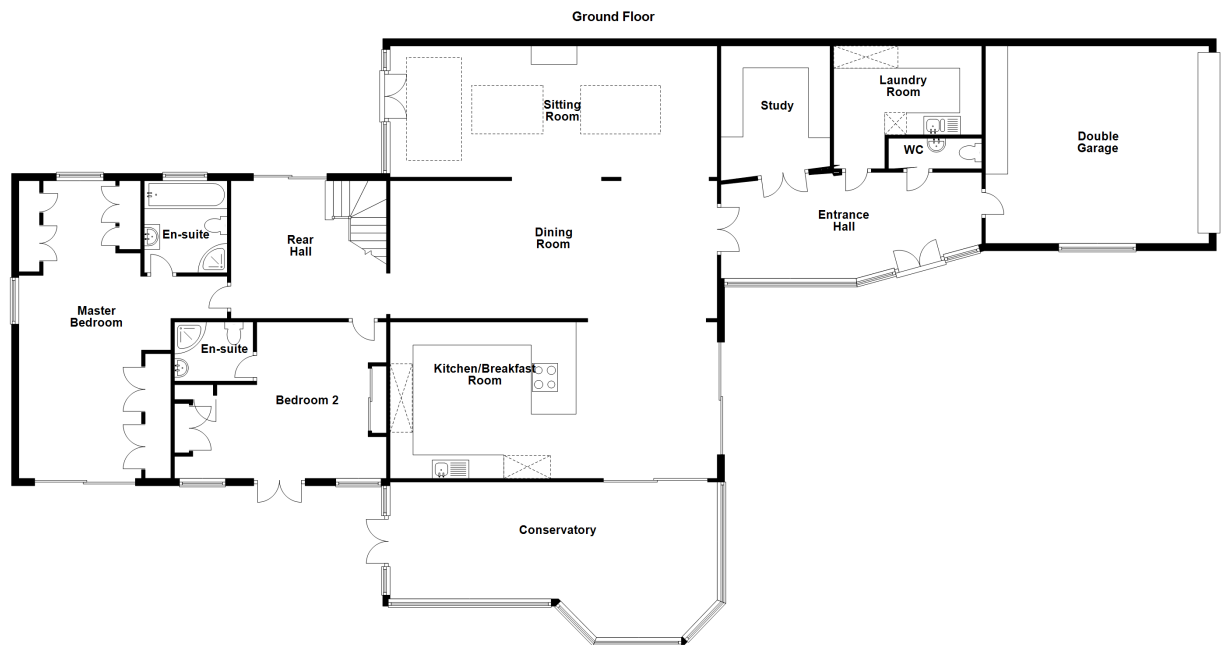 Ground Floor
Sitting
Room
Study
Laundry
Room
WC
Double
Garage
En-suite
Rear
Hall
Dining
Room
Entrance
Hall
Master
Bedroom
En-suite
Bedroom 2
Kitchen/Breakfast
Room
Conservatory